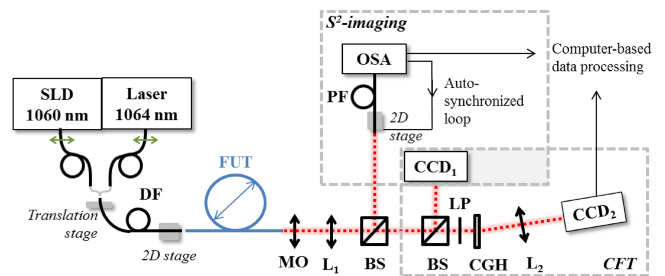 S²-imaging
OSA
Computer-based
data processing
SLD
1060 nm
Laser
1064 nm
PF
Auto-
synchronized
loop
2D
stage
FUT
CCD1
DF
LP
CCD2
Translation
stage
2D stage
MO
L1
BS
BS
CGH
L2
CFT